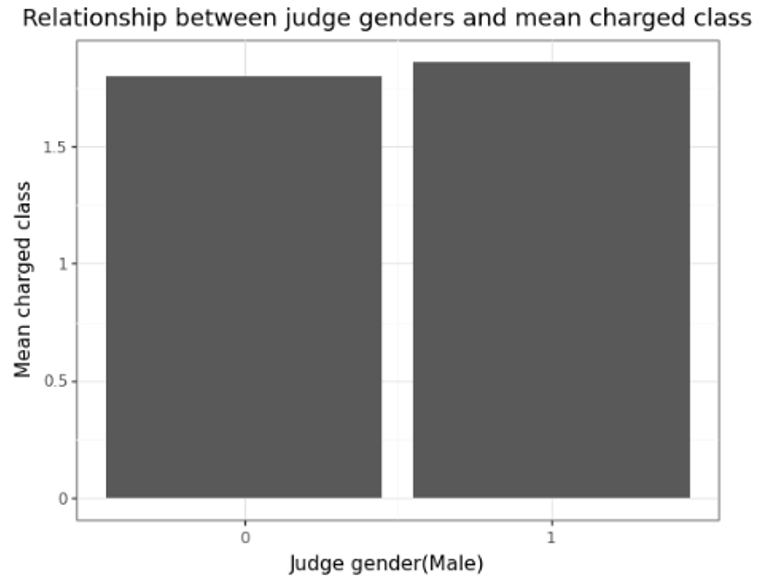 Relationship between judge genders and mean charged class
Mean charged class
1.5
1
0.5
0
0 1
Judge gender(Male)